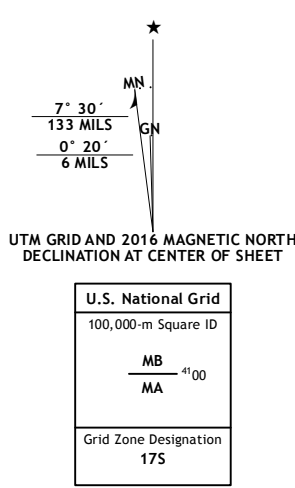 ★
MN
7° 30´
133 MILS
GN
0° 20´
6 MILS
UTM GRID AND 2016 MAGNETIC NORTH
DECLINATION AT CENTER OF SHEET
U.S. National Grid
100,000-m Square ID
MB
4100
MA
Grid Zone Designation
17S